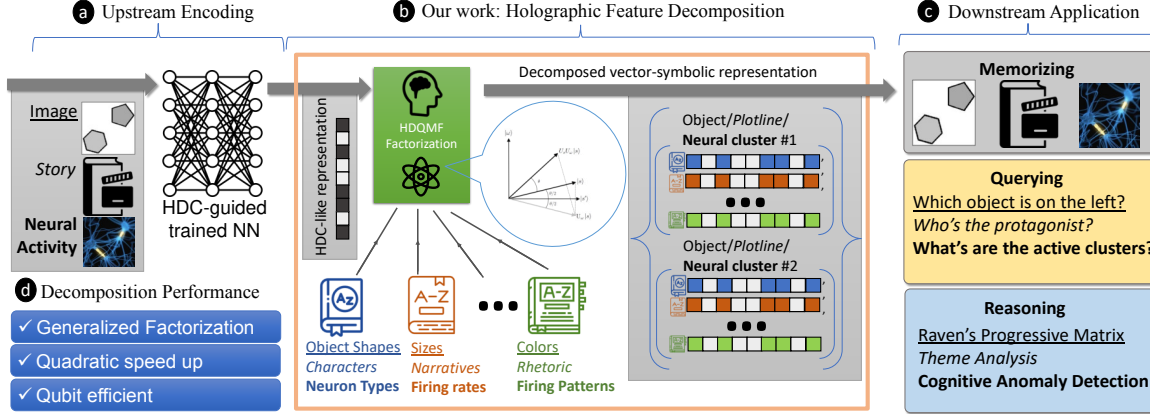 a Upstream Encoding
b Our work: Holographic Feature Decomposition
c Downstream Application
Image
Story
Neural
Activity
HDC-guided
trained NN
d Decomposition Performance
✓ Generalized Factorization
✓ Quadratic speed up
✓ Qubit efficient
HDC-like representation
HDQMF
Factorization
Decomposed vector-symbolic representation
Az
Object Shapes
Characters
Neuron Types
A-Z
Sizes
Narratives
Firing rates
A-Z
Colors
Rhetoric
Firing Patterns
Object/Plotline/
Neural cluster #1
Object/Plotline/
Neural cluster #2
Memorizing
Querying
Which object is on the left?
Who's the protagonist?
What's are the active clusters?
Reasoning
Raven's Progressive Matrix
Theme Analysis
Cognitive Anomaly Detection